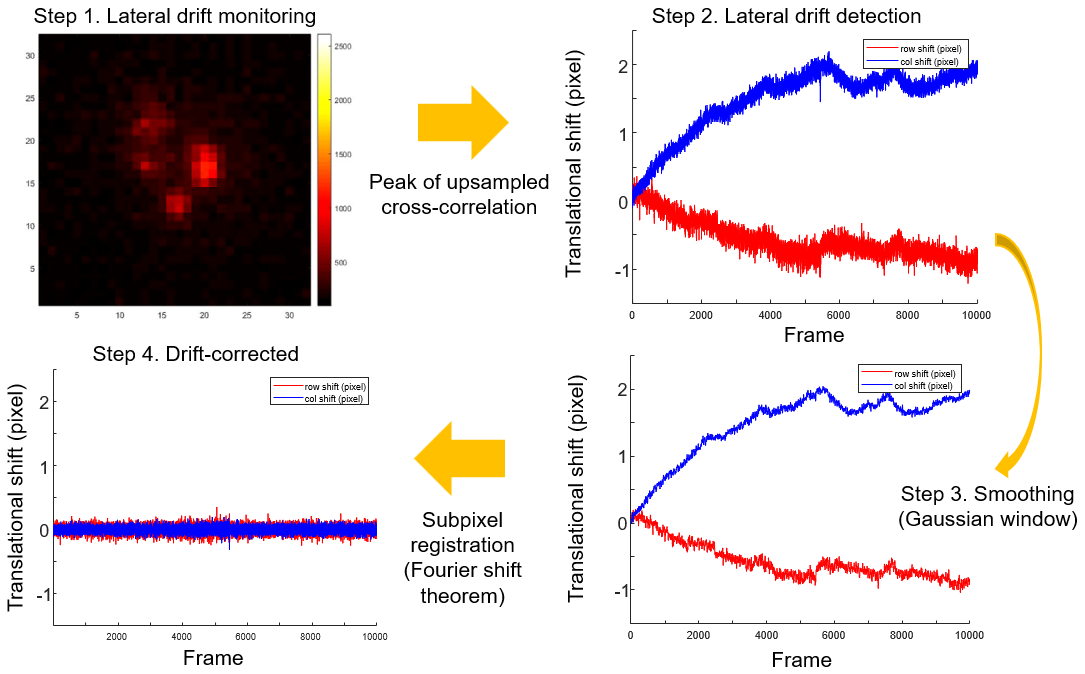 Step 1. Lateral drift monitoring
30
25
20
15
10
5
5
10
15
20
25
30
2500
2000
1500
1000
500
Peak of upsampled
cross-correlation
Step 2. Lateral drift detection
Translational shift (pixel)
2
1
0
-1
row shift (pixel)
col shift (pixel)
0
2000
4000
6000
8000
10000
Frame
Step 3. Smoothing
(Gaussian window)
Translational shift (pixel)
2
1
0
-1
row shift (pixel)
col shift (pixel)
0
2000
4000
6000
8000
10000
Frame
Subpixel
registration
(Fourier shift
theorem)
Step 4. Drift-corrected
Translational shift (pixel)
2
1
0
-1
row shift (pixel)
col shift (pixel)
2000
4000
6000
8000
10000
Frame